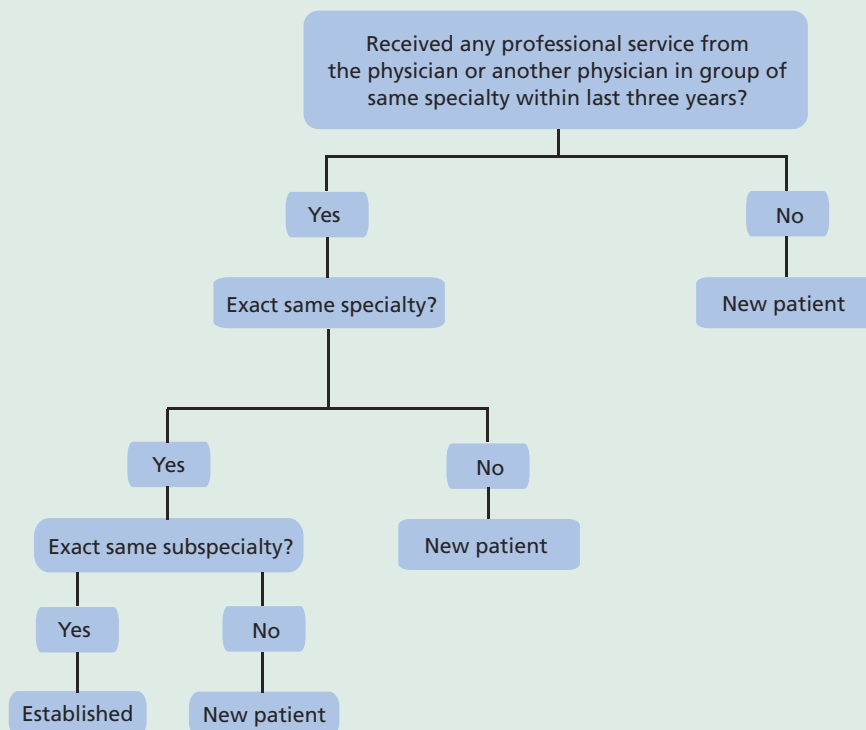 Received any professional service from
the physician or another physician in group of
same specialty within last three years?
Yes
No
Exact same specialty?
New patient
Yes
No
Exact same subspecialty?
New patient
Yes
No
Established
New patient